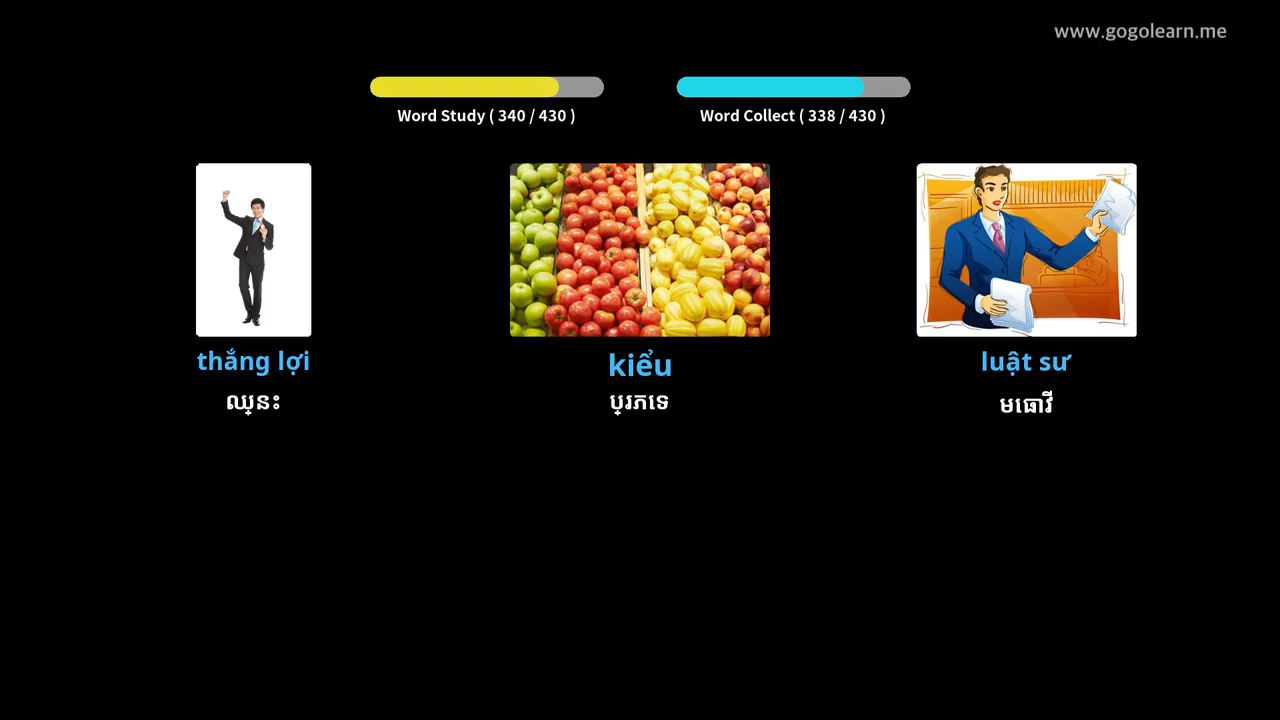 www.gogolearn.me
Word Study ( 340 / 430 )
Word Collect ( 338 / 430 )
thắng lợi
kiểu
luật sư
ឈ្នះ
ប្រភទេ
មធោវី